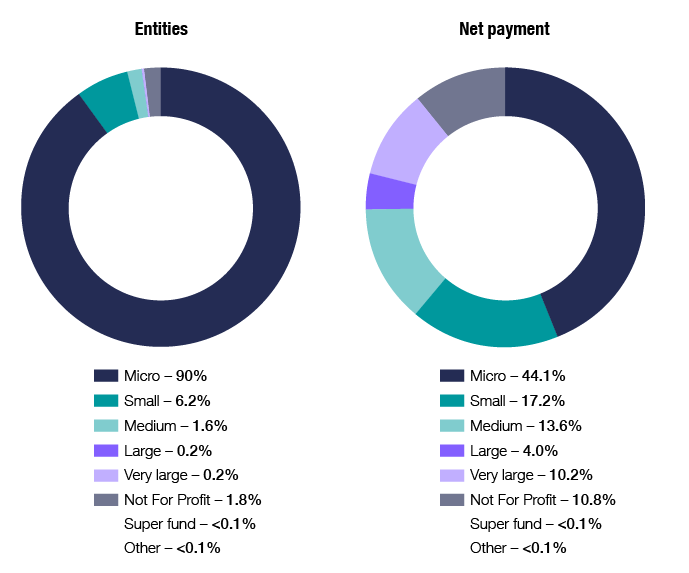 Entities
Micro – 90%
Small – 6.2%
Medium – 1.6%
Large – 0.2%
Very large – 0.2%
Not For Profit – 1.8%
Super fund – <0.1%
Other – <0.1%
Net payment
Micro – 44.1%
Small – 17.2%
Medium – 13.6%
Large – 4.0%
Very large – 10.2%
Not For Profit – 10.8%
Super fund – <0.1%
Other – <0.1%